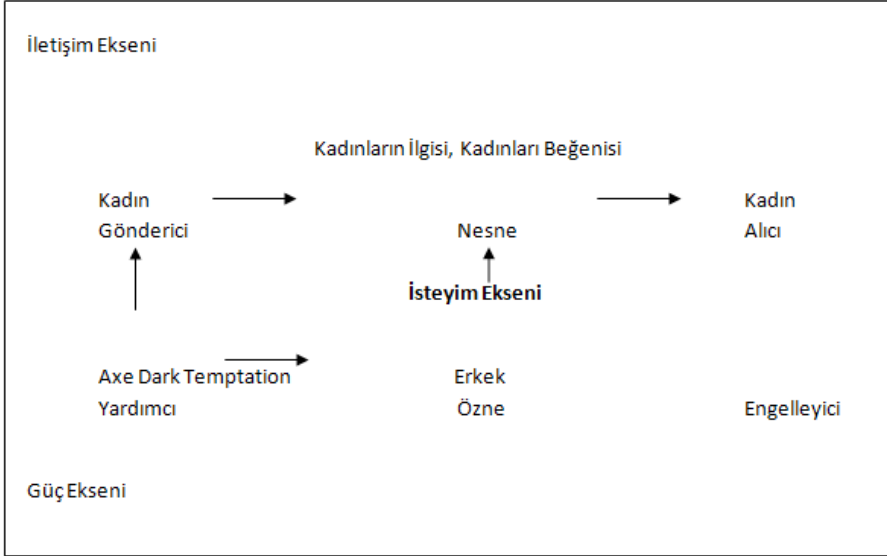 İletişim Ekseni
Kadınların İlgisi, Kadınları Beğenisi
Kadın Kadın
Gönderici Nesne Alıcı
İsteyim Ekseni
Axe Dark Temptation Erkek
Yardımcı Özne Engelleyici
Güç Ekseni